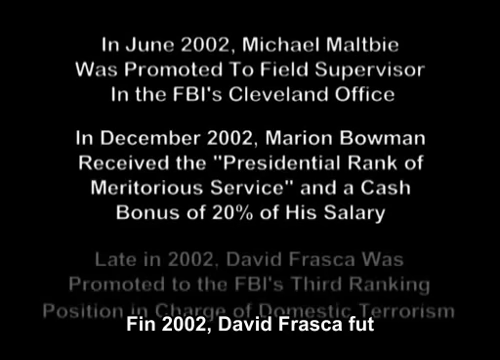 In June 2002, Michael Maltbie
Was Promoted To Field Supervisor
In the FBI's Cleveland Office
In December 2002, Marion Bowman
Received the "Presidential Rank of
Meritorious Service" and a Cash
Bonus of 20% of His Salary
Late in 2002, David Frasca Was
Promoted to the FBI's Third Ranking
Position in Charge of Domestic Terrorism
Fin 2002, David Frasca fut